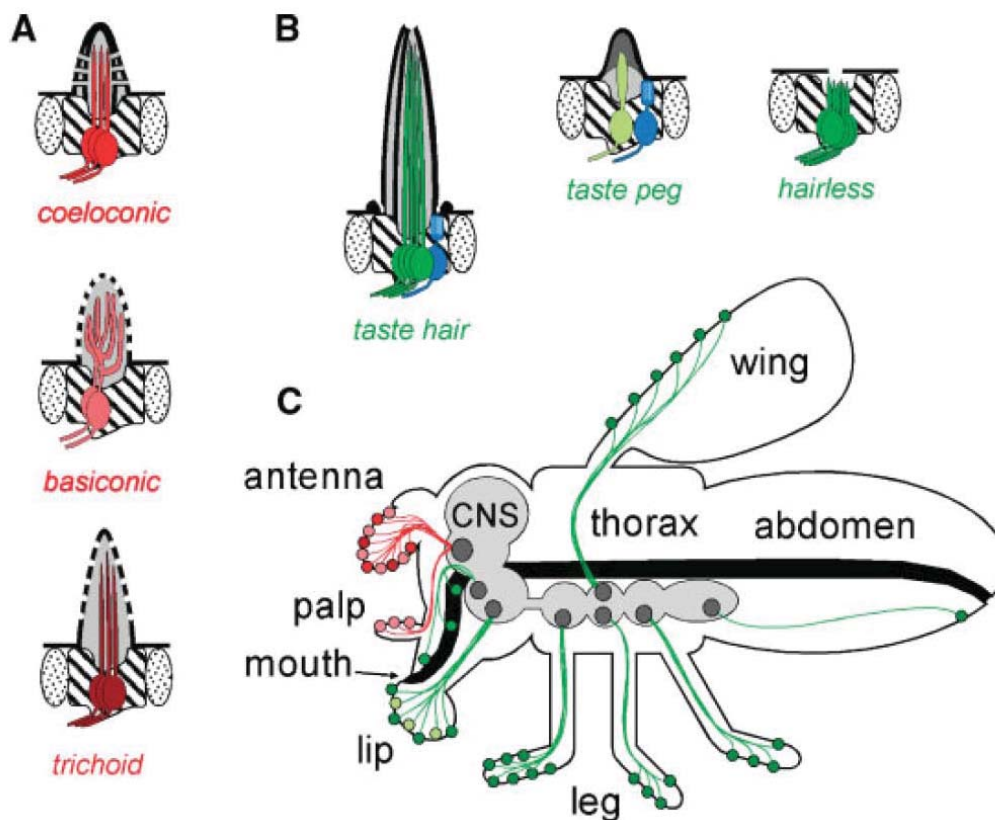 A
coeloconic
basiconic
trichoid
B
taste hair
taste peg
hairless
C
wing
antenna
CNS
thorax
abdomen
palp
mouth
lip
leg